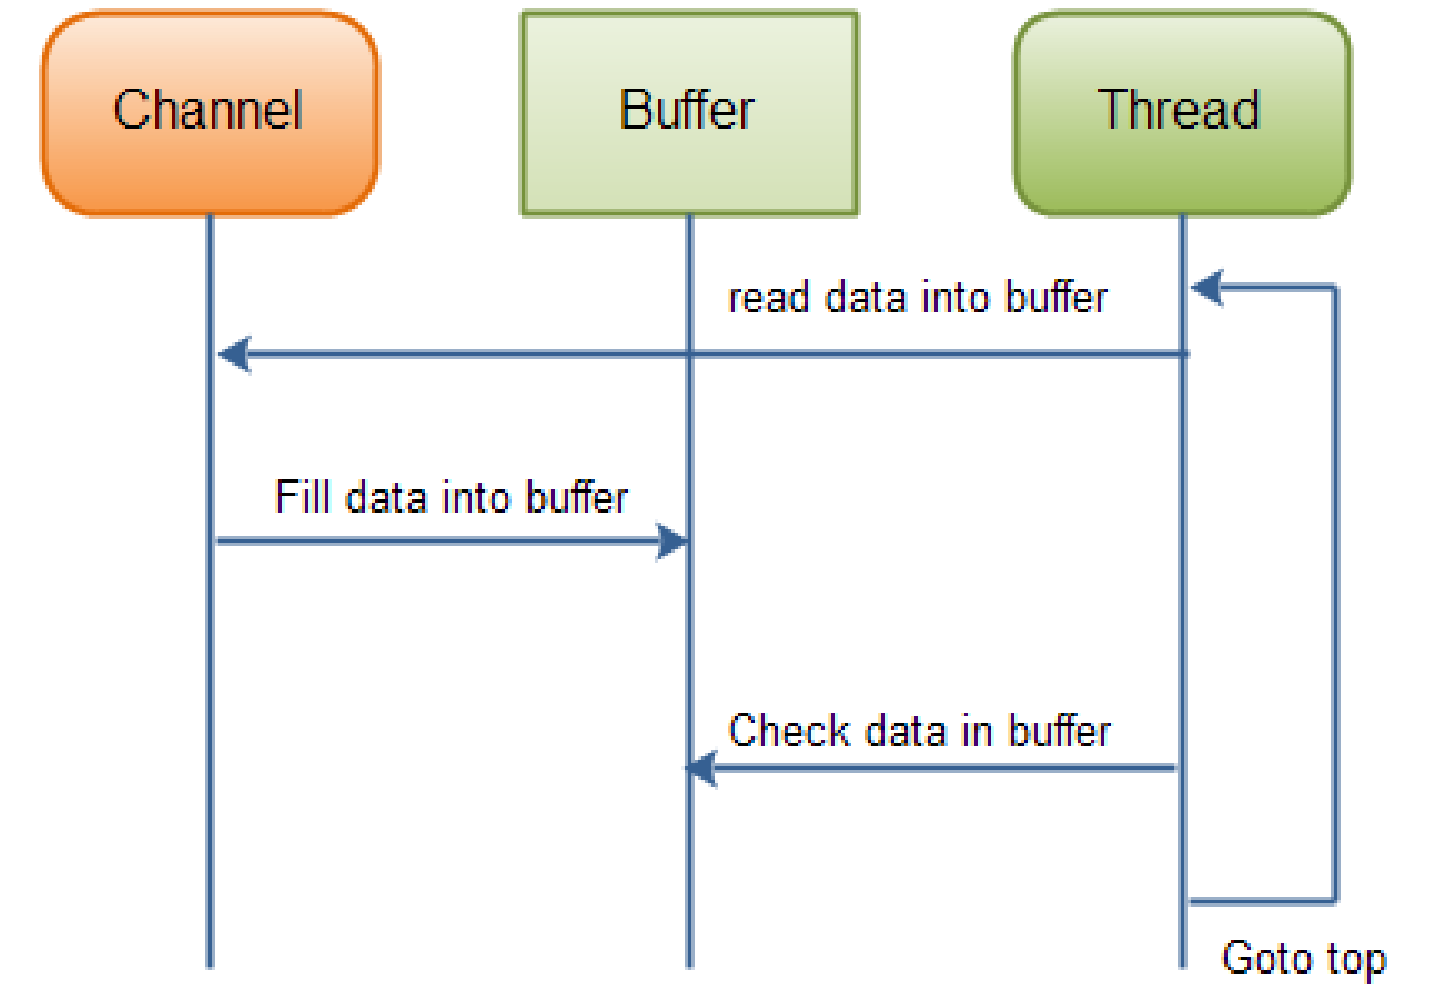 Channel
Buffer
Thread
read data into buffer
Fill data into buffer
Check data in buffer
Goto top